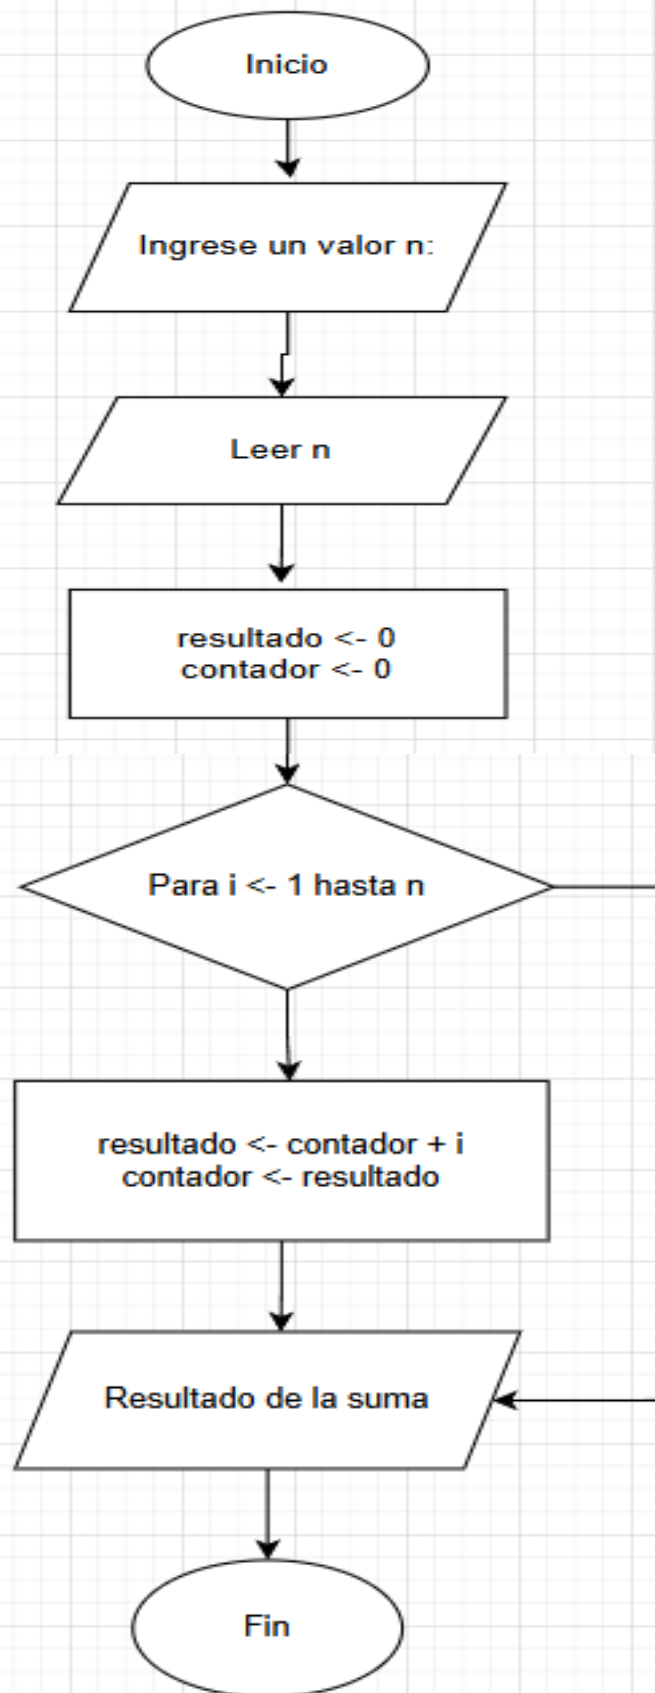 Inicio
Ingrese un valor n:
Leer n
resultado <- 0
contador <- 0
Para i <- 1 hasta n
resultado <- contador + i
contador <- resultado
Resultado de la suma
Fin